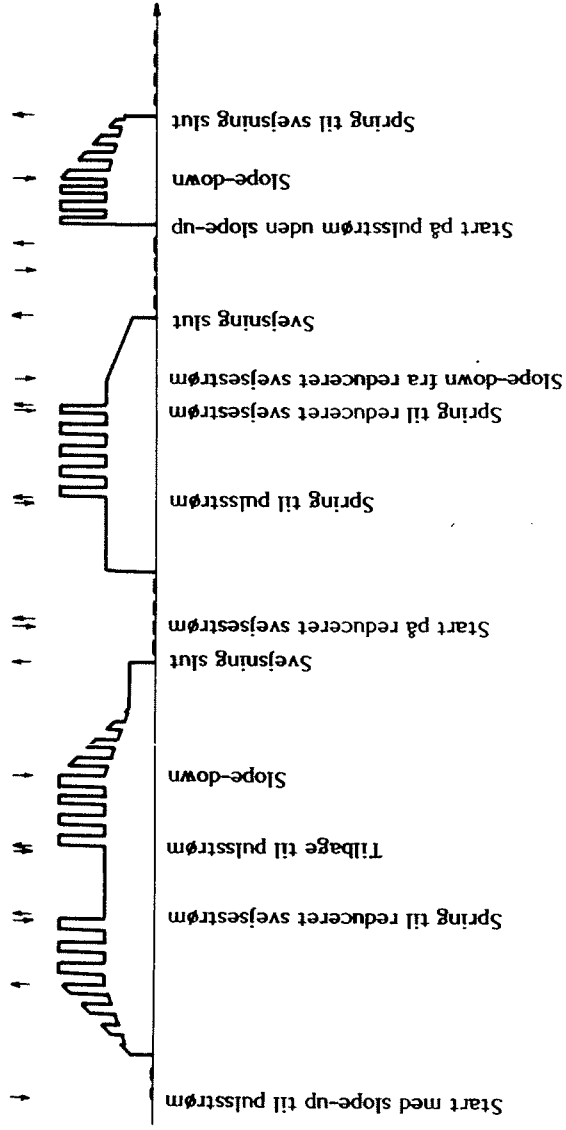 Start med slope-up til pulsstrøm
Spring til reduceret svejsestrøm
Tilbage til pulsstrøm
Slope-down
Svejsning slut
Start på reduceret svejsestrøm
Spring til pulsstrøm
Spring til reduceret svejsestrøm
Slope-down fra reduceret svejsestrøm
Svejsning slut
Start på pulsstrøm uden slope-up
Slope-down
Spring til svejsning slut